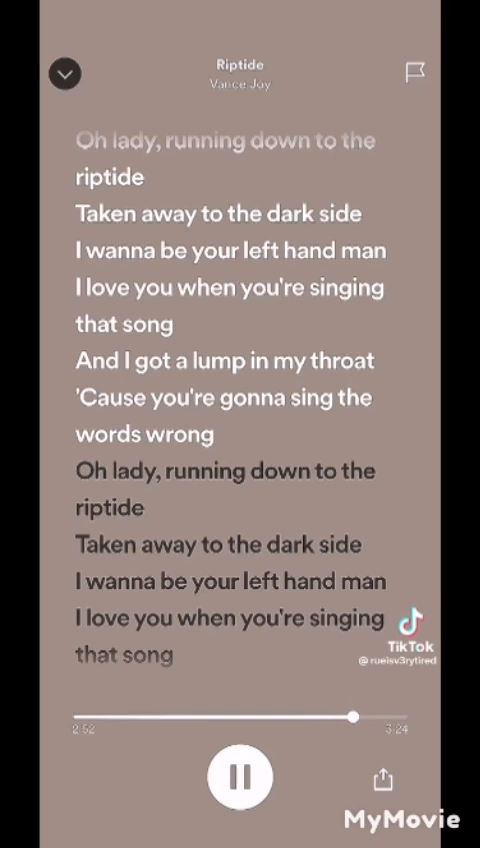 Riptide
Vance Joy
Oh lady, running down to the
riptide
Taken away to the dark side
I wanna be your left hand man
I love you when you're singing
that song
And I got a lump in my throat
'Cause you're gonna sing the
words wrong
Oh lady, running down to the
riptide
Taken away to the dark side
I wanna be your left hand man
I love you when you're singing
that song
TikTok
@rueisv3rytired
2:52
3:24
MyMovie